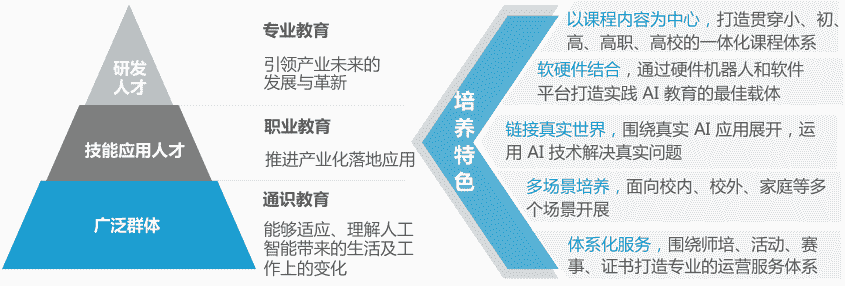 研发
人才
技能应用人才
广泛群体
专业教育
引领产业未来的
发展与革新
职业教育
推进产业化落地应用
通识教育
能够适应、理解人工
智能带来的生活及工
作上的变化
培养特色
以课程内容为中心，打造贯穿小、初、
高、高职、高校的一体化课程体系
软硬件结合，通过硬件机器人和软件
平台打造实践 AI 教育的最佳载体
链接真实世界，围绕真实 AI 应用展开，运
用 AI 技术解决真实问题
多场景培养，面向校内、校外、家庭等多
个场景开展
体系化服务，围绕师培、活动、赛
事、证书打造专业的运营服务体系